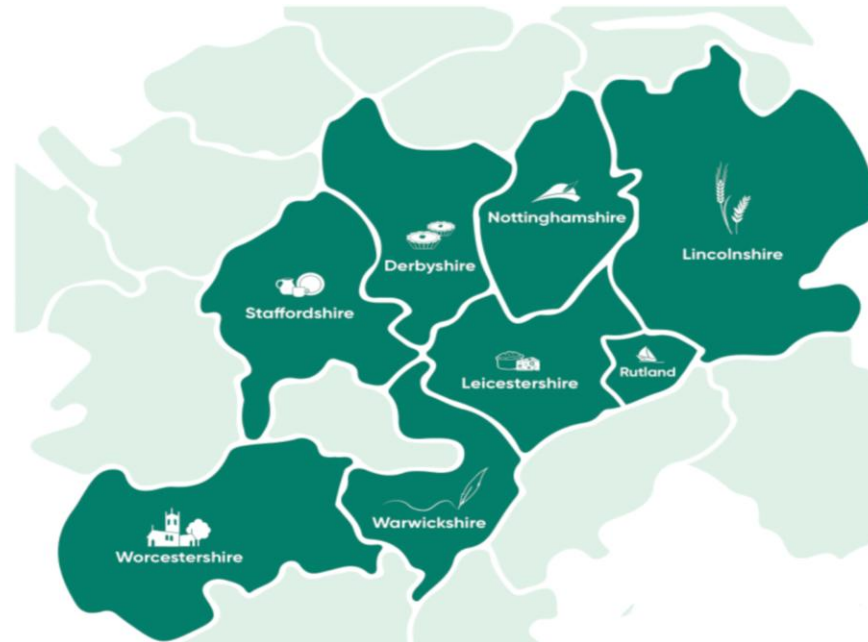 Nottinghamshire
Lincolnshire
Derbyshire
Staffordshire
Leicestershire
Rutland
Warwickshire
Worcestershire